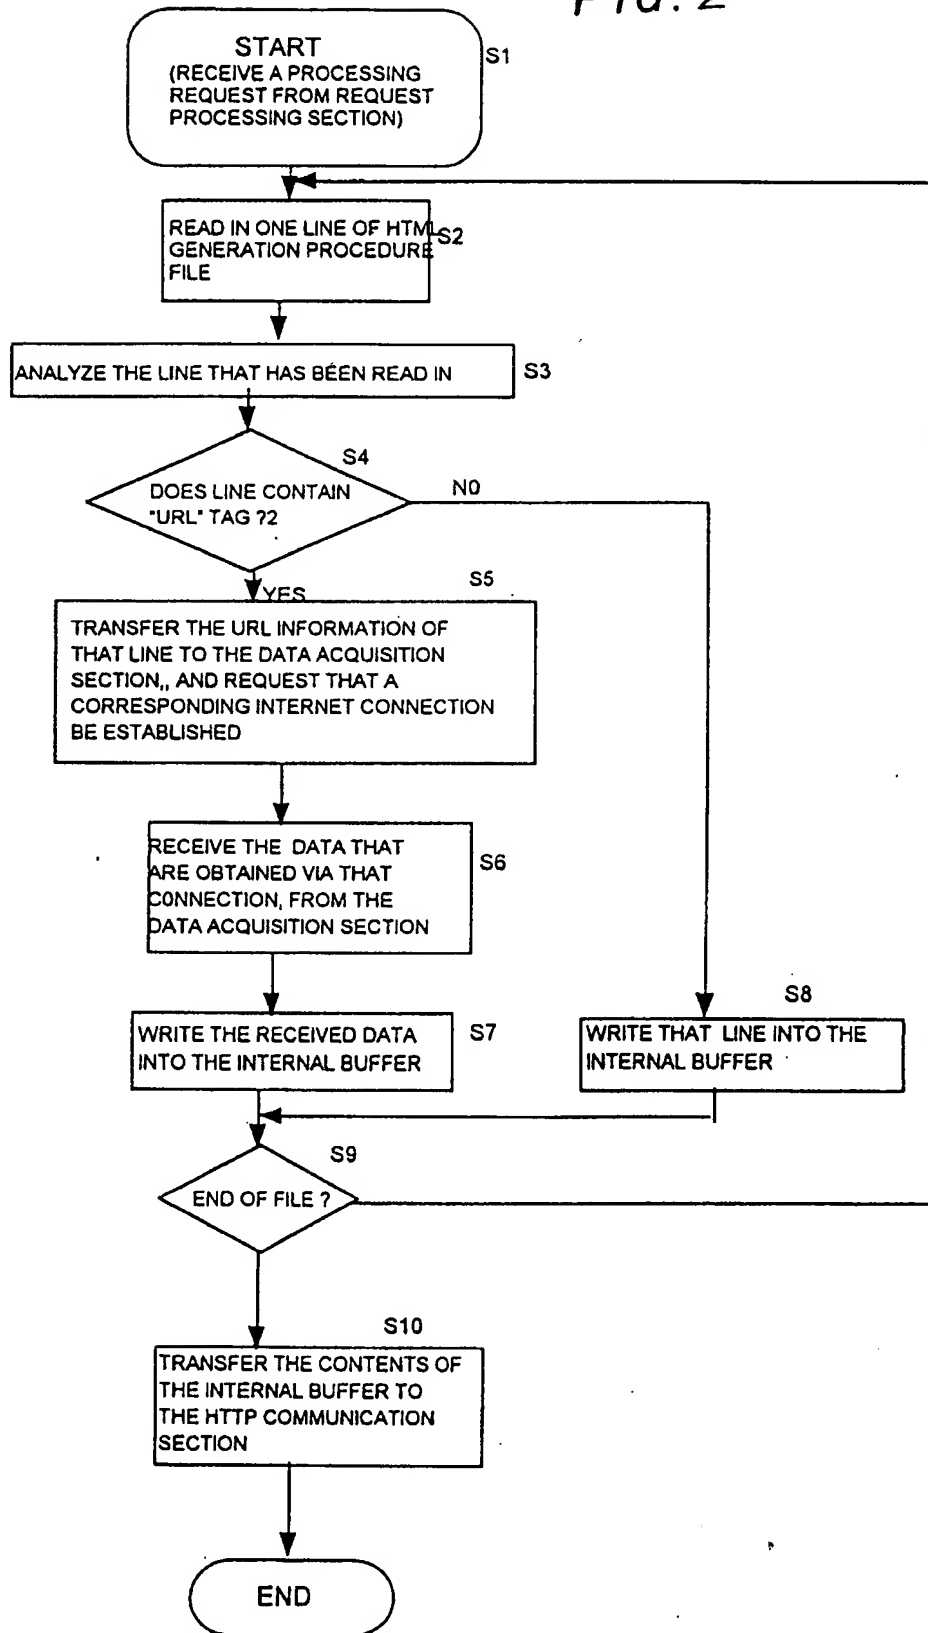 Fig. 2
START
(RECEIVE A PROCESSING
REQUEST FROM REQUEST
PROCESSING SECTION)
S1
READ IN ONE LINE OF HTML
GENERATION PROCEDURE
FILE
S2
ANALYZE THE LINE THAT HAS BEEN READ IN
S3
S4
DOES LINE CONTAIN
"URL" TAG ?2
N0
YES
S5
TRANSFER THE URL INFORMATION OF
THAT LINE TO THE DATA ACQUISITION
SECTION,, AND REQUEST THAT A
CORRESPONDING INTERNET CONNECTION
BE ESTABLISHED
RECEIVE THE DATA THAT
ARE OBTAINED VIA THAT
C0NNECTION, FROM THE
DATA ACQUISITION SECTION
S6
WRITE THE RECEIVED DATA
INTO THE INTERNAL BUFFER
S7
S8
WRITE THAT LINE INTO THE
INTERNAL BUFFER
S9
END OF FILE ?
S10
TRANSFER THE CONTENTS OF
THE INTERNAL BUFFER TO
THE HTTP COMMUNICATION
SECTION
END